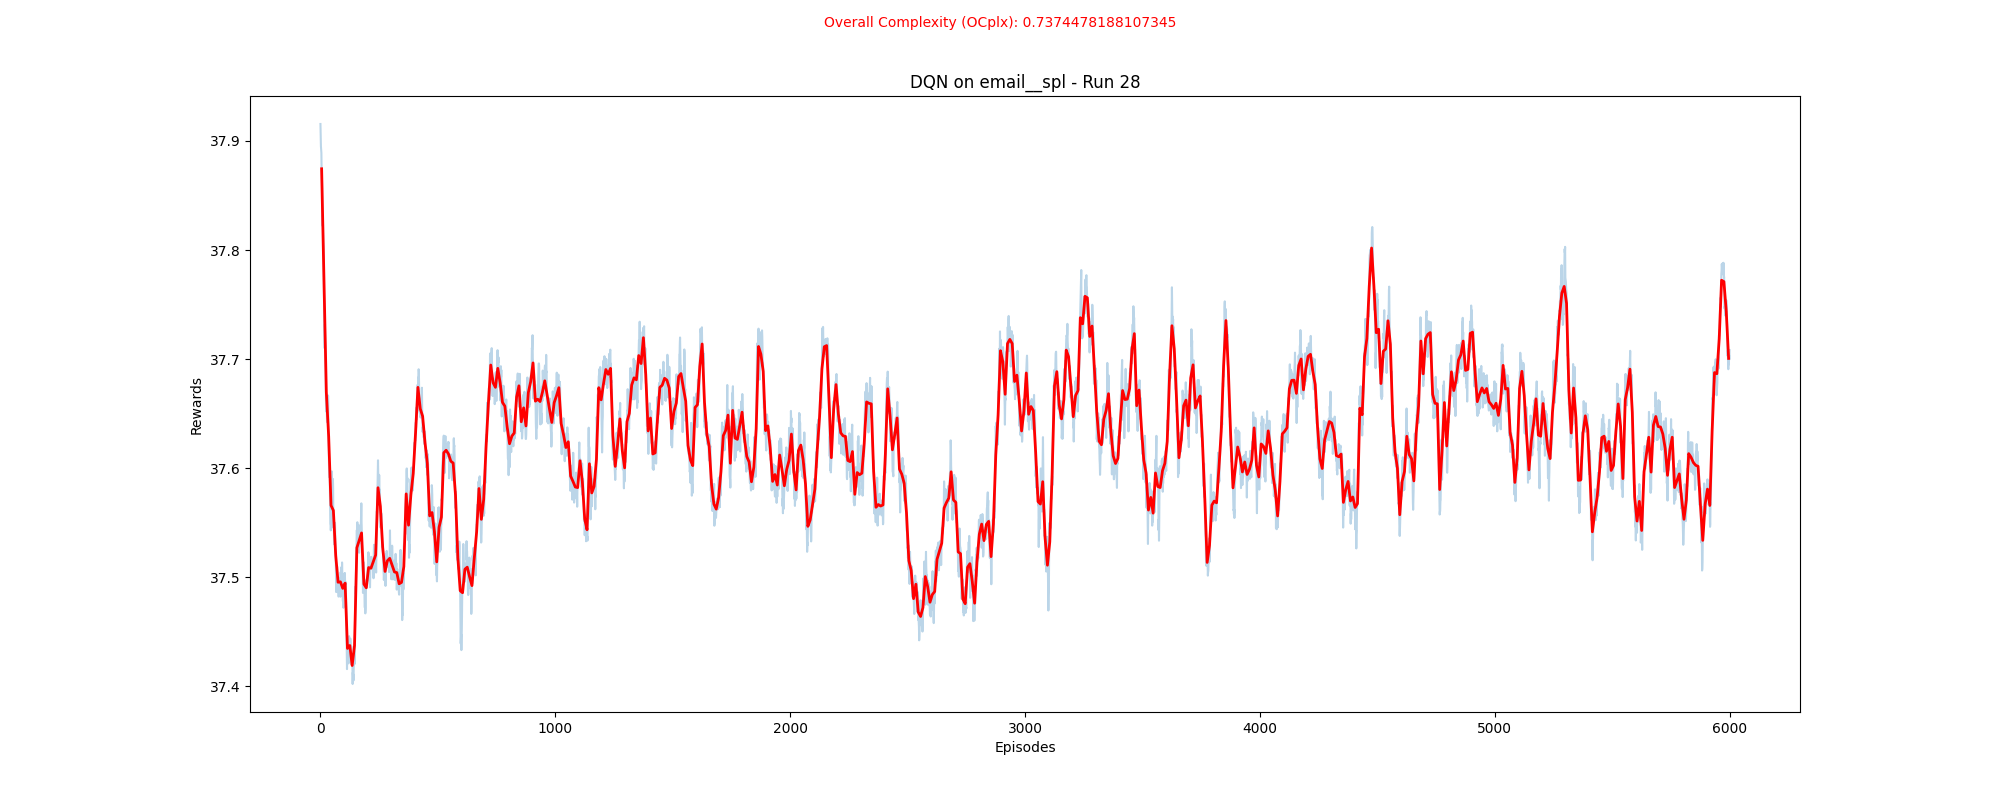 Overall Complexity (OCplx): 0.7374478188107345
DQN on email__spl - Run 28
37.9
37.8
37.7
37.6
37.5
37.4
Rewards
0 1000 2000 3000 4000 5000 6000
Episodes